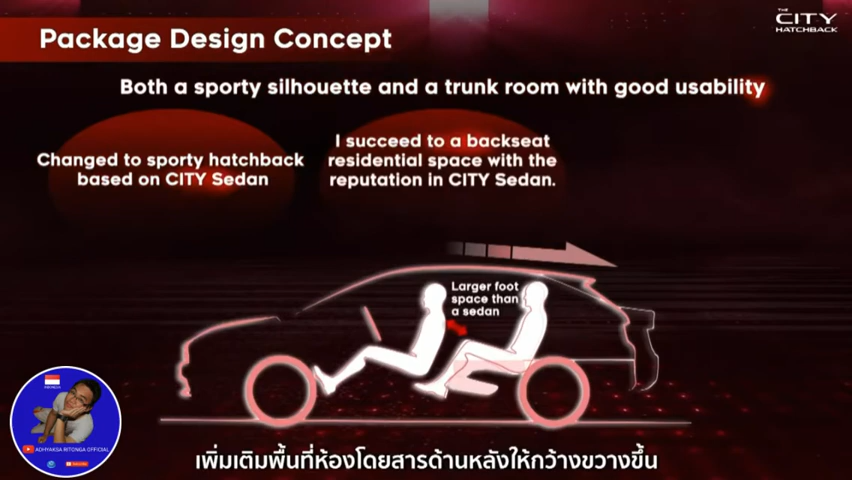 THE
CITY
HATCHBACK
Package Design Concept
Both a sporty silhouette and a trunk room with good usability
Changed to sporty hatchback
based on CITY Sedan
I succeed to a backseat
residential space with the
reputation in CITY Sedan.
Larger foot
space than
a sedan
ADHYAKSA RITONGA OFFICIAL
เพิ่มเติมพื้นที่ห้องโดยสารด้านหลังให้กว้างขวางขึ้น